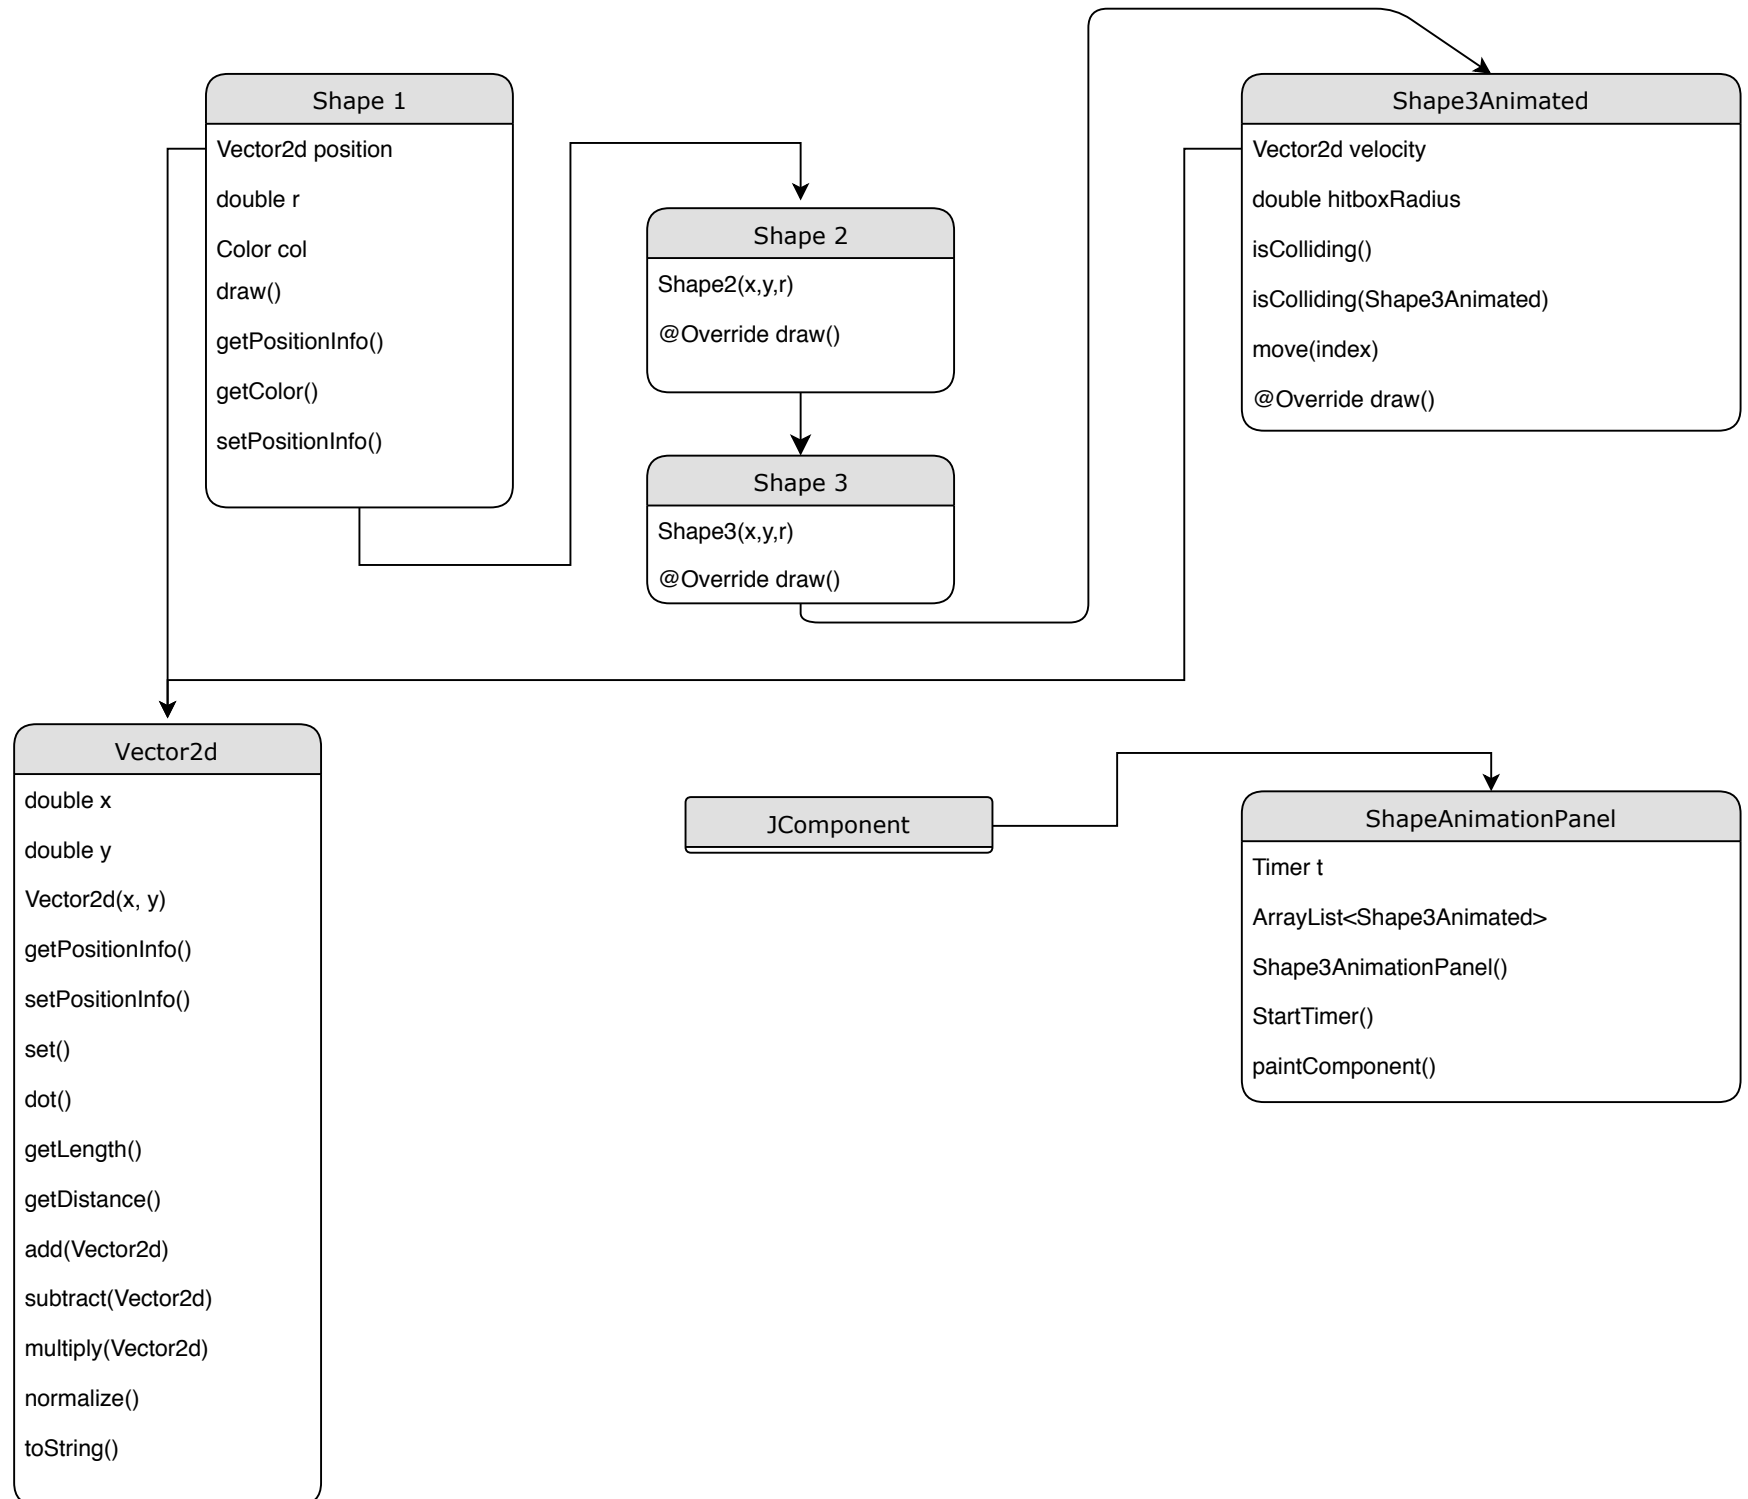 Shape 1
Vector2d position
double r
Color col
draw()
getPositionInfo()
getColor()
setPositionInfo()
Shape 2
Shape2(x,y,r)
@Override draw()
Shape 3
Shape3(x,y,r)
@Override draw()
Shape3Animated
Vector2d velocity
double hitboxRadius
isColliding()
isColliding(Shape3Animated)
move(index)
@Override draw()
Vector2d
double x
double y
Vector2d(x, y)
getPositionInfo()
setPositionInfo()
set()
dot()
getLength()
getDistance()
add(Vector2d)
subtract(Vector2d)
multiply(Vector2d)
normalize()
toString()
JComponent
ShapeAnimationPanel
Timer t
ArrayList<Shape3Animated>
Shape3AnimationPanel()
StartTimer()
paintComponent()